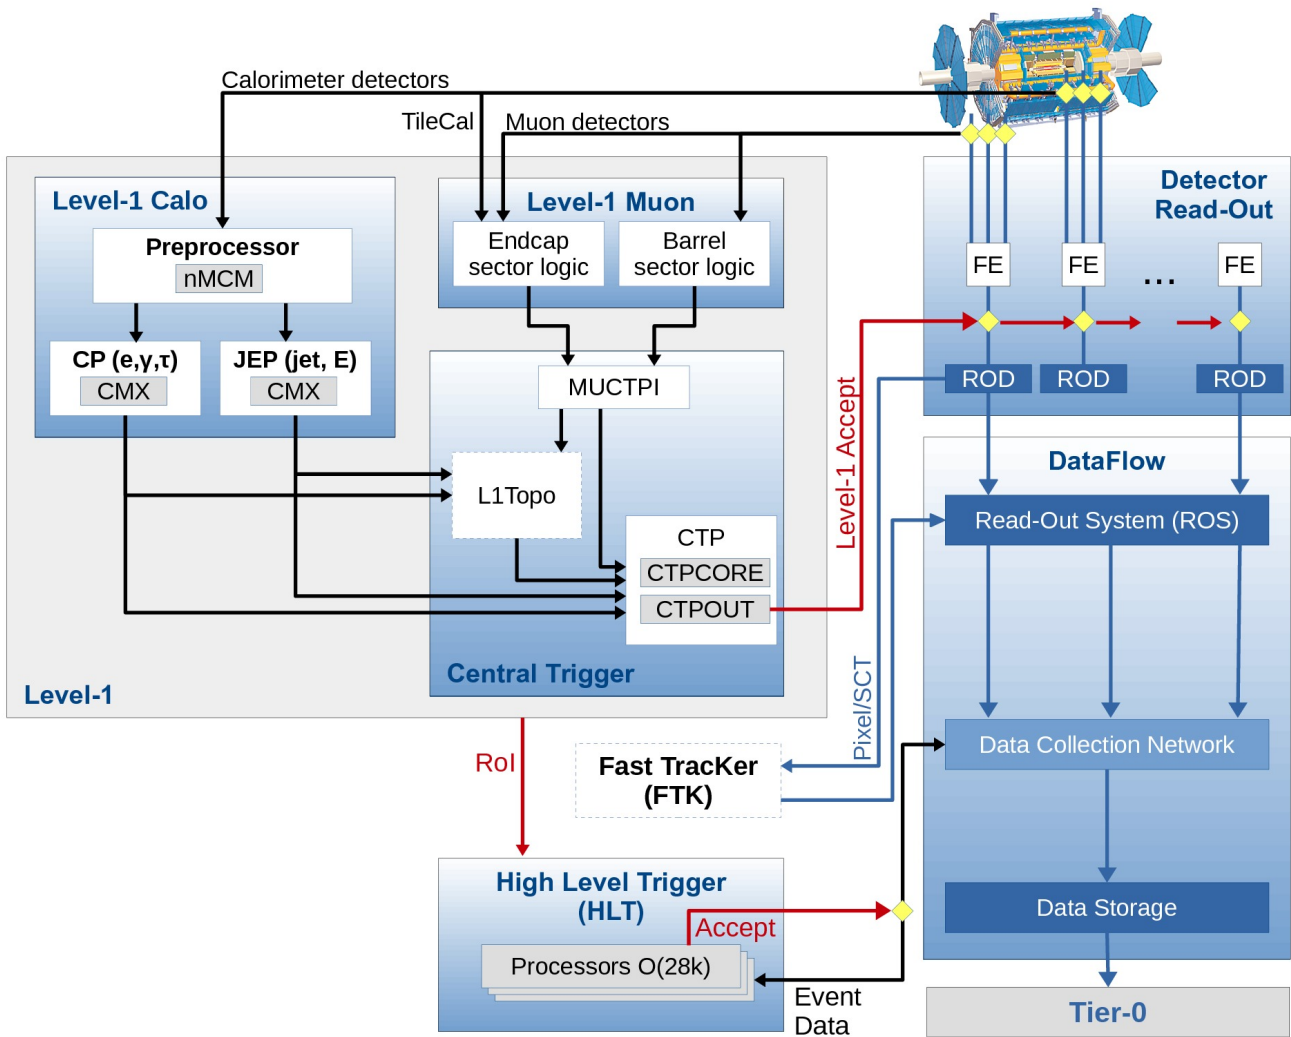 Calorimeter detectors
TileCal
Muon detectors
Level-1 Calo
Preprocessor
nMCM
CP (e,γ,τ)
CMX
JEP (jet, E)
CMX
Level-1 Muon
Endcap
sector logic
Barrel
sector logic
MUCTPI
L1Topo
CTP
CTPCORE
CTPOUT
Central Trigger
Level-1
Level-1 Accept
Detector
Read-Out
FE
FE
...
FE
ROD
ROD
ROD
DataFlow
Read-Out System (ROS)
Data Collection Network
Data Storage
Tier-0
Pixel/SCT
Fast TracKer
(FTK)
RoI
High Level Trigger
(HLT)
Accept
Processors O(28k)
Event
Data